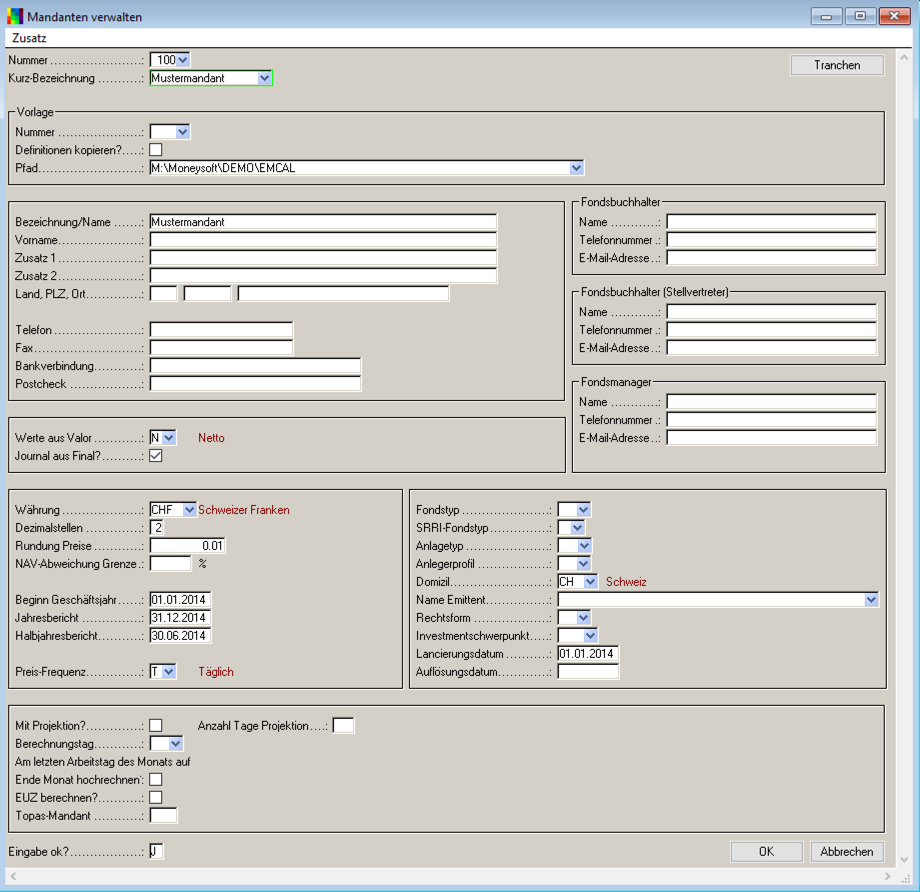 Mandanten verwalten
Zusatz
Nummer ....................: 100
Tranchen
Kurz-Bezeichnung ..........: Mustermandant
Vorlage
Nummer ..................:
Definitionen kopieren?.....:
Pfad.....................: M:\Moneysoft\DEMO\EMCAL
Bezeichnung/Name ......: Mustermandant
Vorname..................:
Zusatz 1 .................:
Zusatz 2 .................:
Land, PLZ, Ort............:
Telefon ..................:
Fax......................:
Bankverbindung...........:
Postcheck ...............:
Fondsbuchhalter
Name ............:
Telefonnummer .:
E-Mail-Adresse ..:
Fondsbuchhalter (Stellvertreter)
Name ............:
Telefonnummer .:
E-Mail-Adresse ..:
Fondsmanager
Name ............:
Telefonnummer .:
E-Mail-Adresse ..:
Werte aus Valor ...........: N Netto
Journal aus Final?.........:
Währung .................: CHF Schweizer Franken
Dezimalstellen ............: 2
Rundung Preise ...........: 0.01
NAV-Abweichung Grenze .: %
Beginn Geschäftsjahr......: 01.01.2014
Jahresbericht .............: 31.12.2014
Halbjahresbericht..........: 30.06.2014
Preis-Frequenz............: T Täglich
Fondstyp .................:
SRRI-Fondstyp............:
Anlagetyp ................:
Anlegerprofil ..............:
Domizil...................: CH Schweiz
Name Emittent.............:
Rechtsform ...............:
Investmentschwerpunkt.....:
Lancierungsdatum .........: 01.01.2014
Auflösungsdatum...........:
Mit Projektion?............: Anzahl Tage Projektion ....:
Berechnungstag...........:
Am letzten Arbeitstag des Monats auf
Ende Monat hochrechnen:
EUZ berechnen?..........:
Topas-Mandant ...........:
Eingabe ok?...............: J
OK
Abbrechen